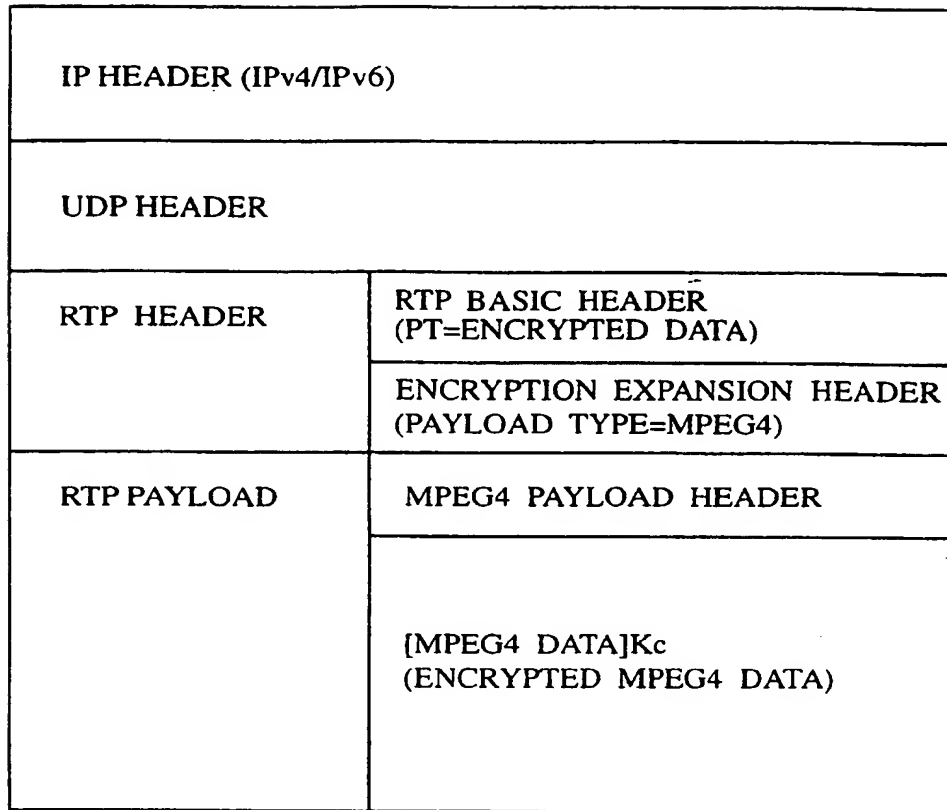 IP HEADER (IPv4/IPv6)
UDP HEADER
RTP HEADER
RTP BASIC HEADER
(PT=ENCRYPTED DATA)
ENCRYPTION EXPANSION HEADER
(PAYLOAD TYPE=MPEG4)
RTP PAYLOAD
MPEG4 PAYLOAD HEADER
[MPEG4 DATA]Kc
(ENCRYPTED MPEG4 DATA)